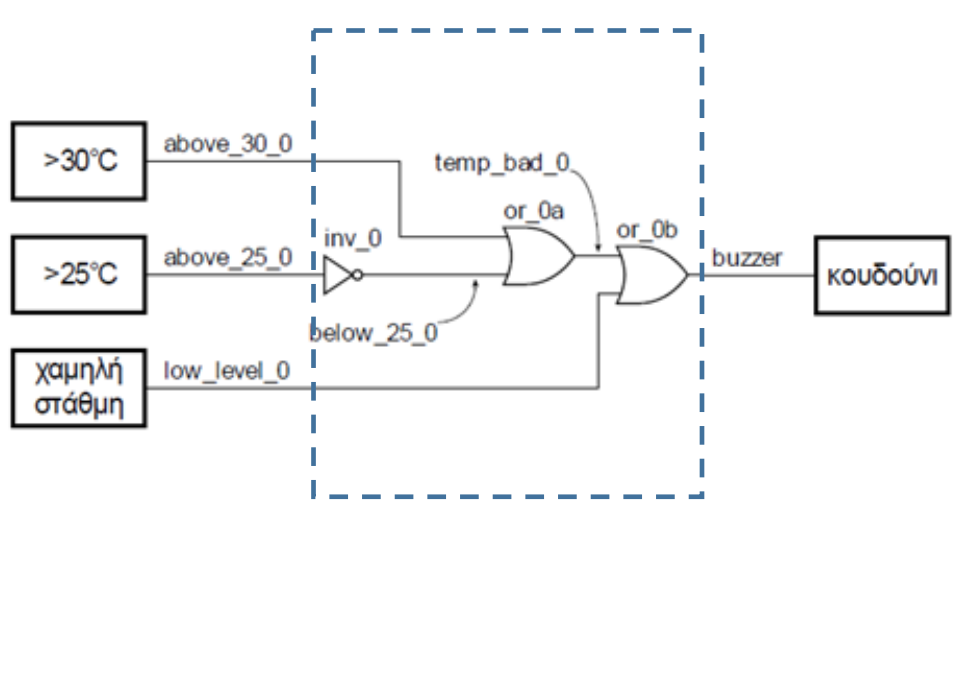 >30°C
above_30_0
temp_bad_0
or_0a
or_0b
inv_0
>25°C
above_25_0
buzzer
κουδούνι
below_25_0
χαμηλή
στάθμη
low_level_0